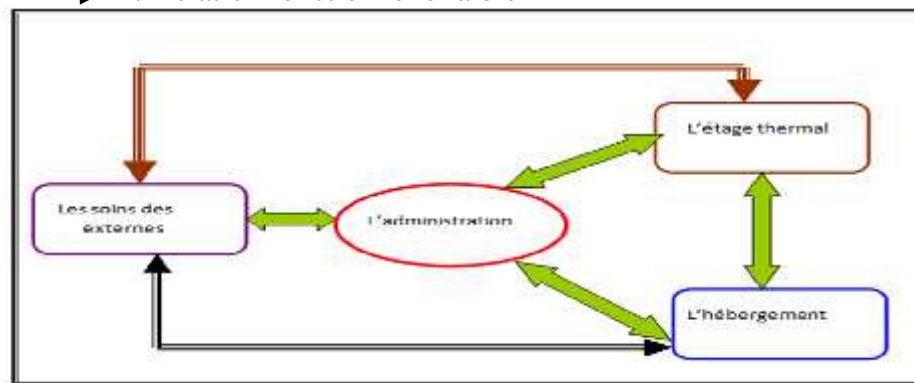 L'étage thermal
Les soins des
externes
L'administration
L'hébergement